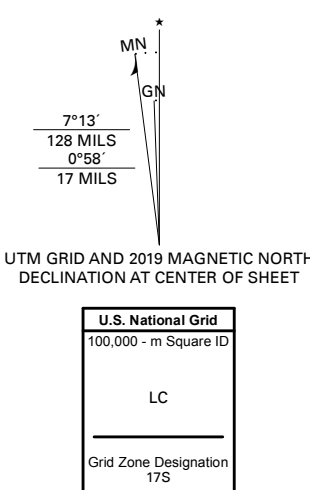 ★
MN
GN
7°13´
128 MILS
0°58´
17 MILS
UTM GRID AND 2019 MAGNETIC NORTH
DECLINATION AT CENTER OF SHEET
U.S. National Grid
100,000 - m Square ID
LC
Grid Zone Designation
17S